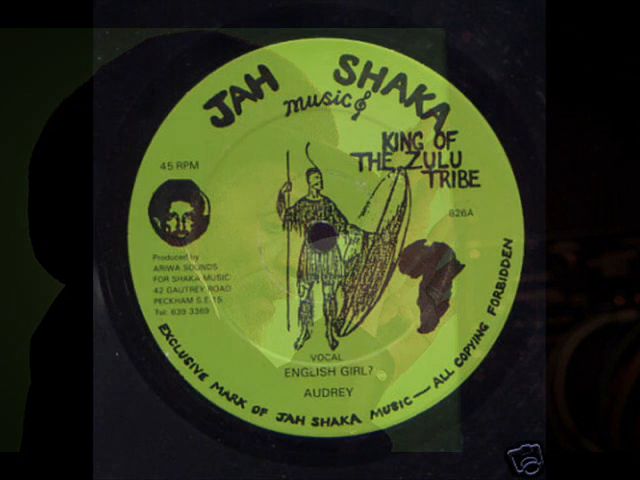 JAH SHAKA
music
KING OF
THE ZULU
TRIBE
45 RPM
826A
Produced by
ARIWA SOUNDS
FOR SHAKA MUSIC
42 GAUTREY ROAD
PECKHAM S.E.15.
Tel: 639 3369
VOCAL
ENGLISH GIRL?
AUDREY
EXCLUSIVE MARK OF JAH SHAKA MUSIC — ALL COPYING FORBIDDEN